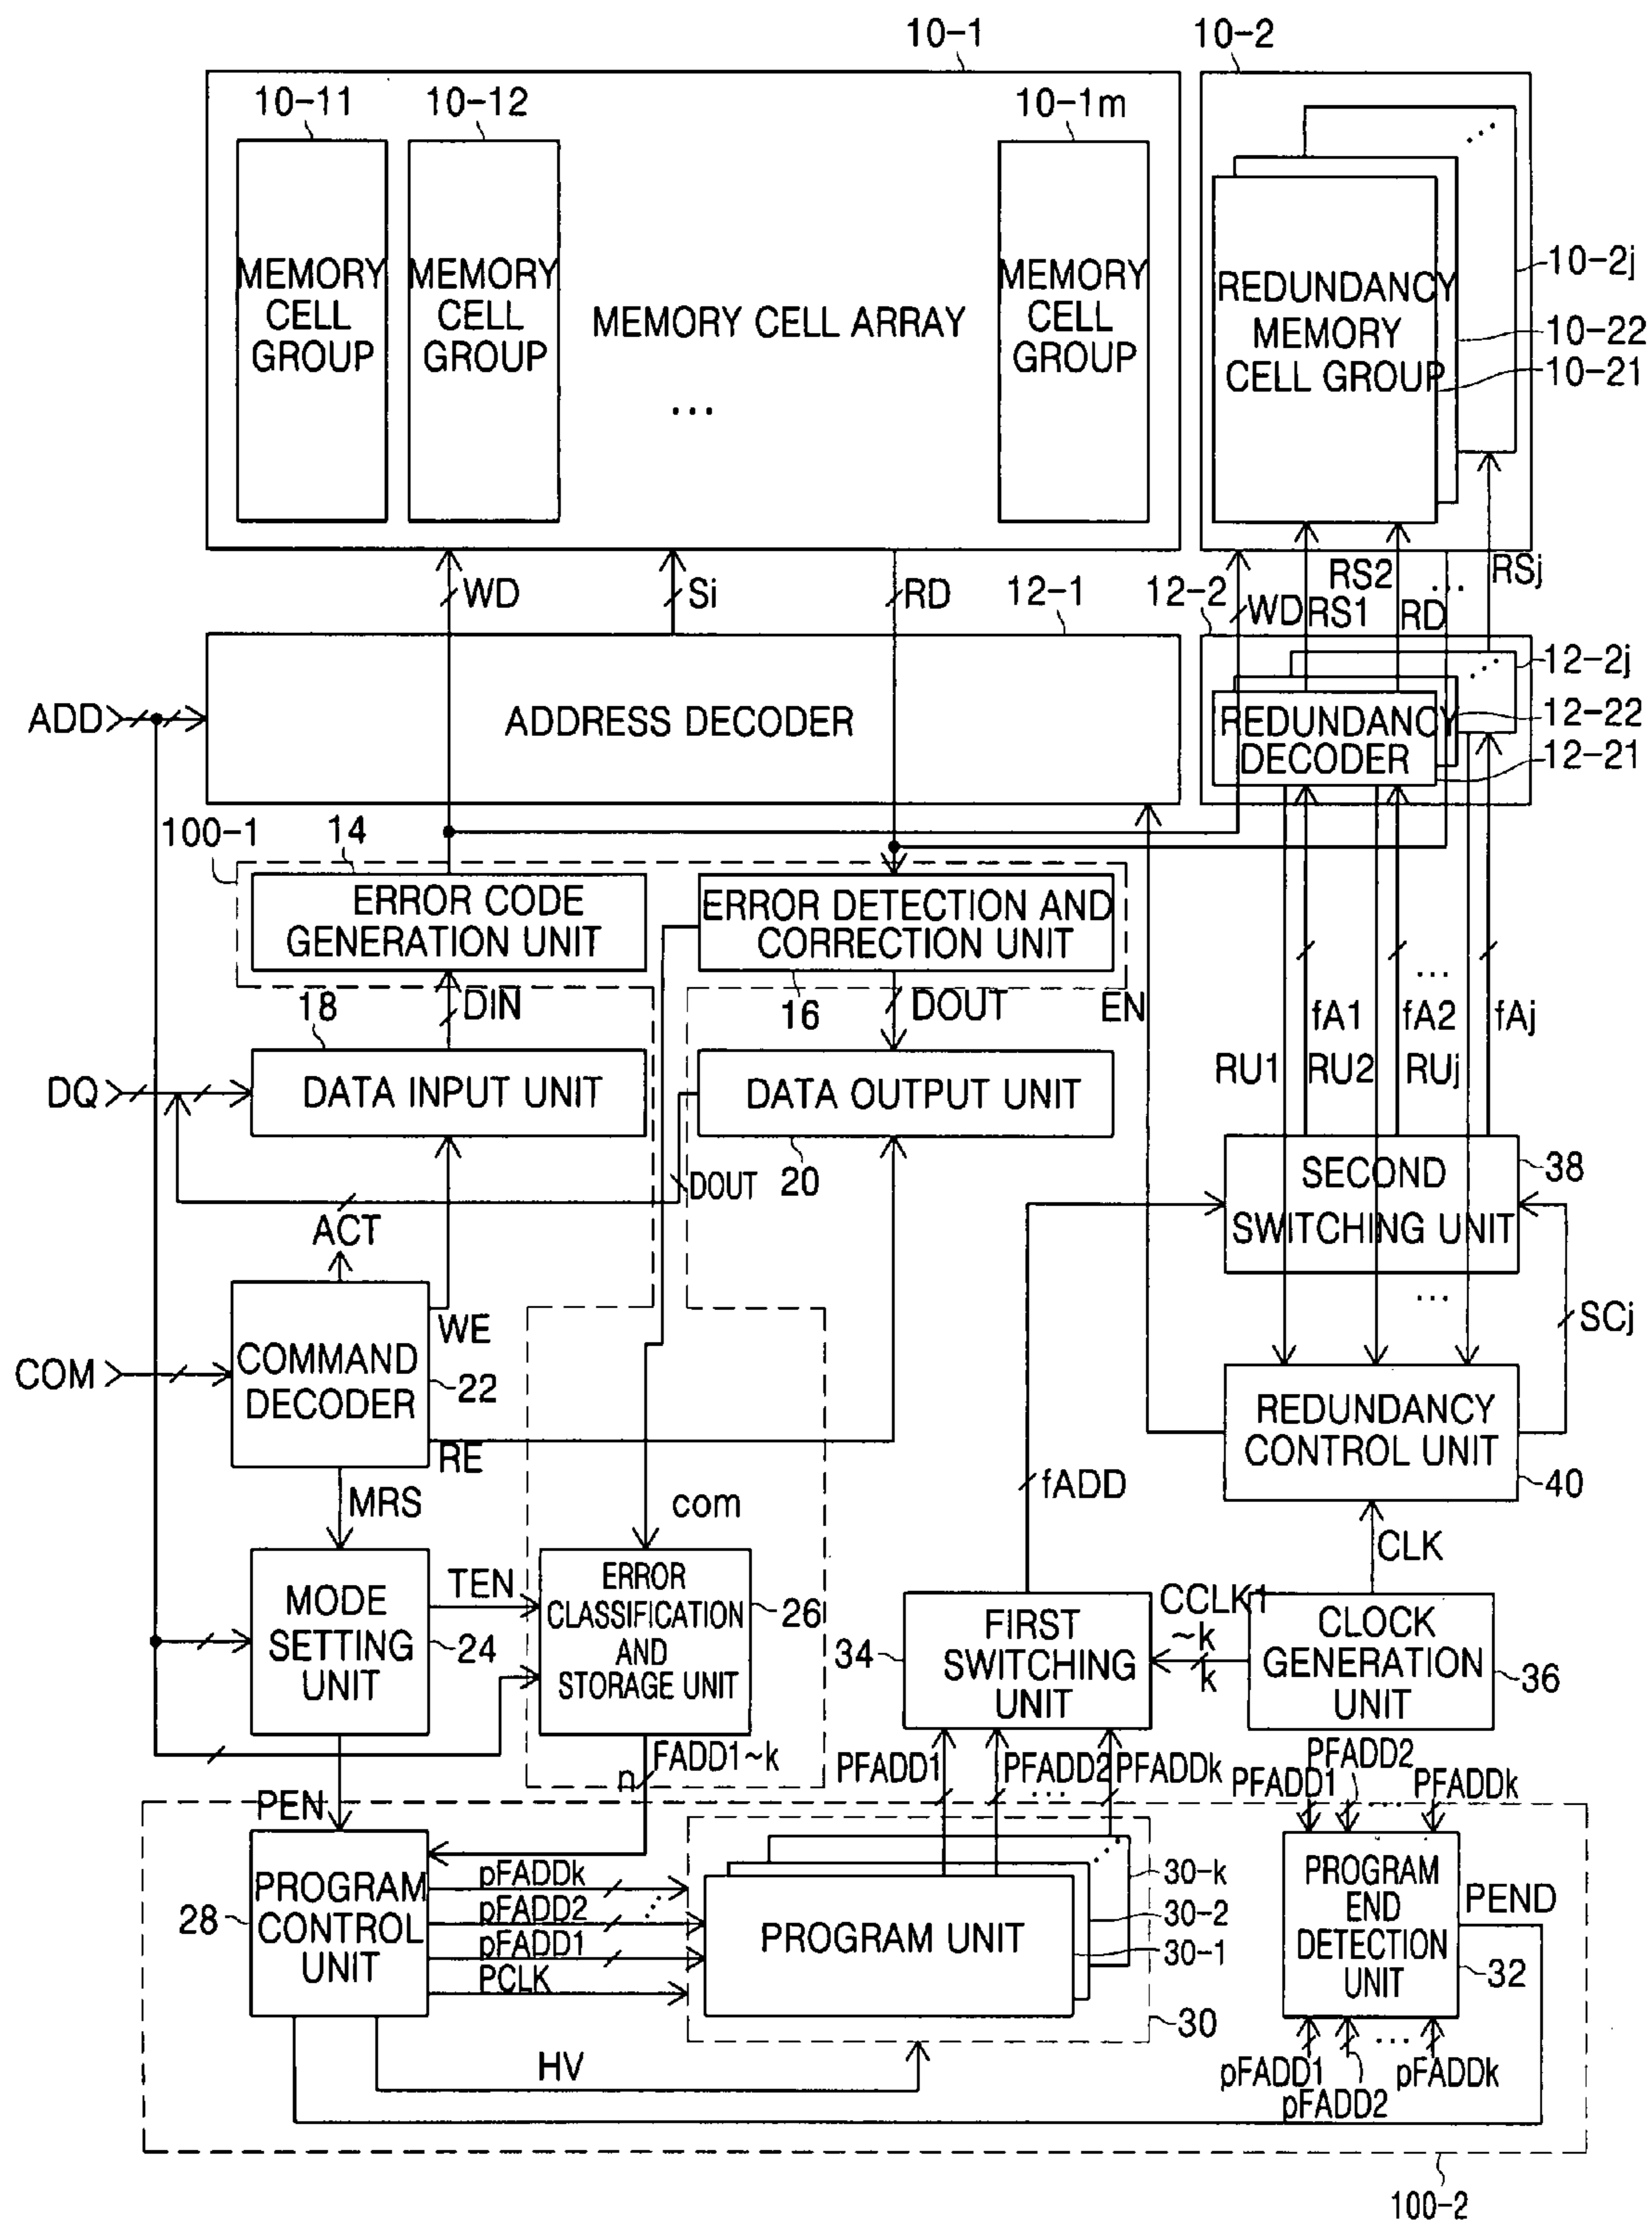 10-1
10-2
10-11
10-12
10-1m
MEMORY
CELL
GROUP
MEMORY
CELL
GROUP
MEMORY CELL ARRAY
...
MEMORY
CELL
GROUP
REDUNDANCY
MEMORY
CELL GROUP
...
10-2j
10-22
10-21
WD
Si
RD
12-1
12-2
WD
RS1
RS2
RD
...
RSj
ADD
ADDRESS DECODER
REDUNDANCY
DECODER
...
12-2j
12-22
12-21
100-1
14
ERROR CODE
GENERATION UNIT
ERROR DETECTION AND
CORRECTION UNIT
16
18
DIN
DOUT
EN
...
fA1
fA2
fAj
RU1
RU2
RUj
DQ
DATA INPUT UNIT
DATA OUTPUT UNIT
20
DOUT
ACT
SECOND
SWITCHING UNIT
38
...
SCj
COM
COMMAND
DECODER
22
WE
RE
MRS
com
REDUNDANCY
CONTROL UNIT
40
fADD
CLK
MODE
SETTING
UNIT
24
TEN
ERROR
CLASSIFICATION
AND
STORAGE UNIT
26
34
FIRST
SWITCHING
UNIT
CCLK1
~k
k
CLOCK
GENERATION
UNIT
36
n
FADD1~k
PFADD1
PFADD2
...
PFADDk
PFADD1
PFADD2
...
PFADDk
PEN
28
PROGRAM
CONTROL
UNIT
pFADDk
...
pFADD2
pFADD1
PCLK
PROGRAM UNIT
...
30-k
30-2
30-1
30
PROGRAM
END
DETECTION
UNIT
PEND
32
HV
pFADD1
pFADD2
...
pFADDk
100-2